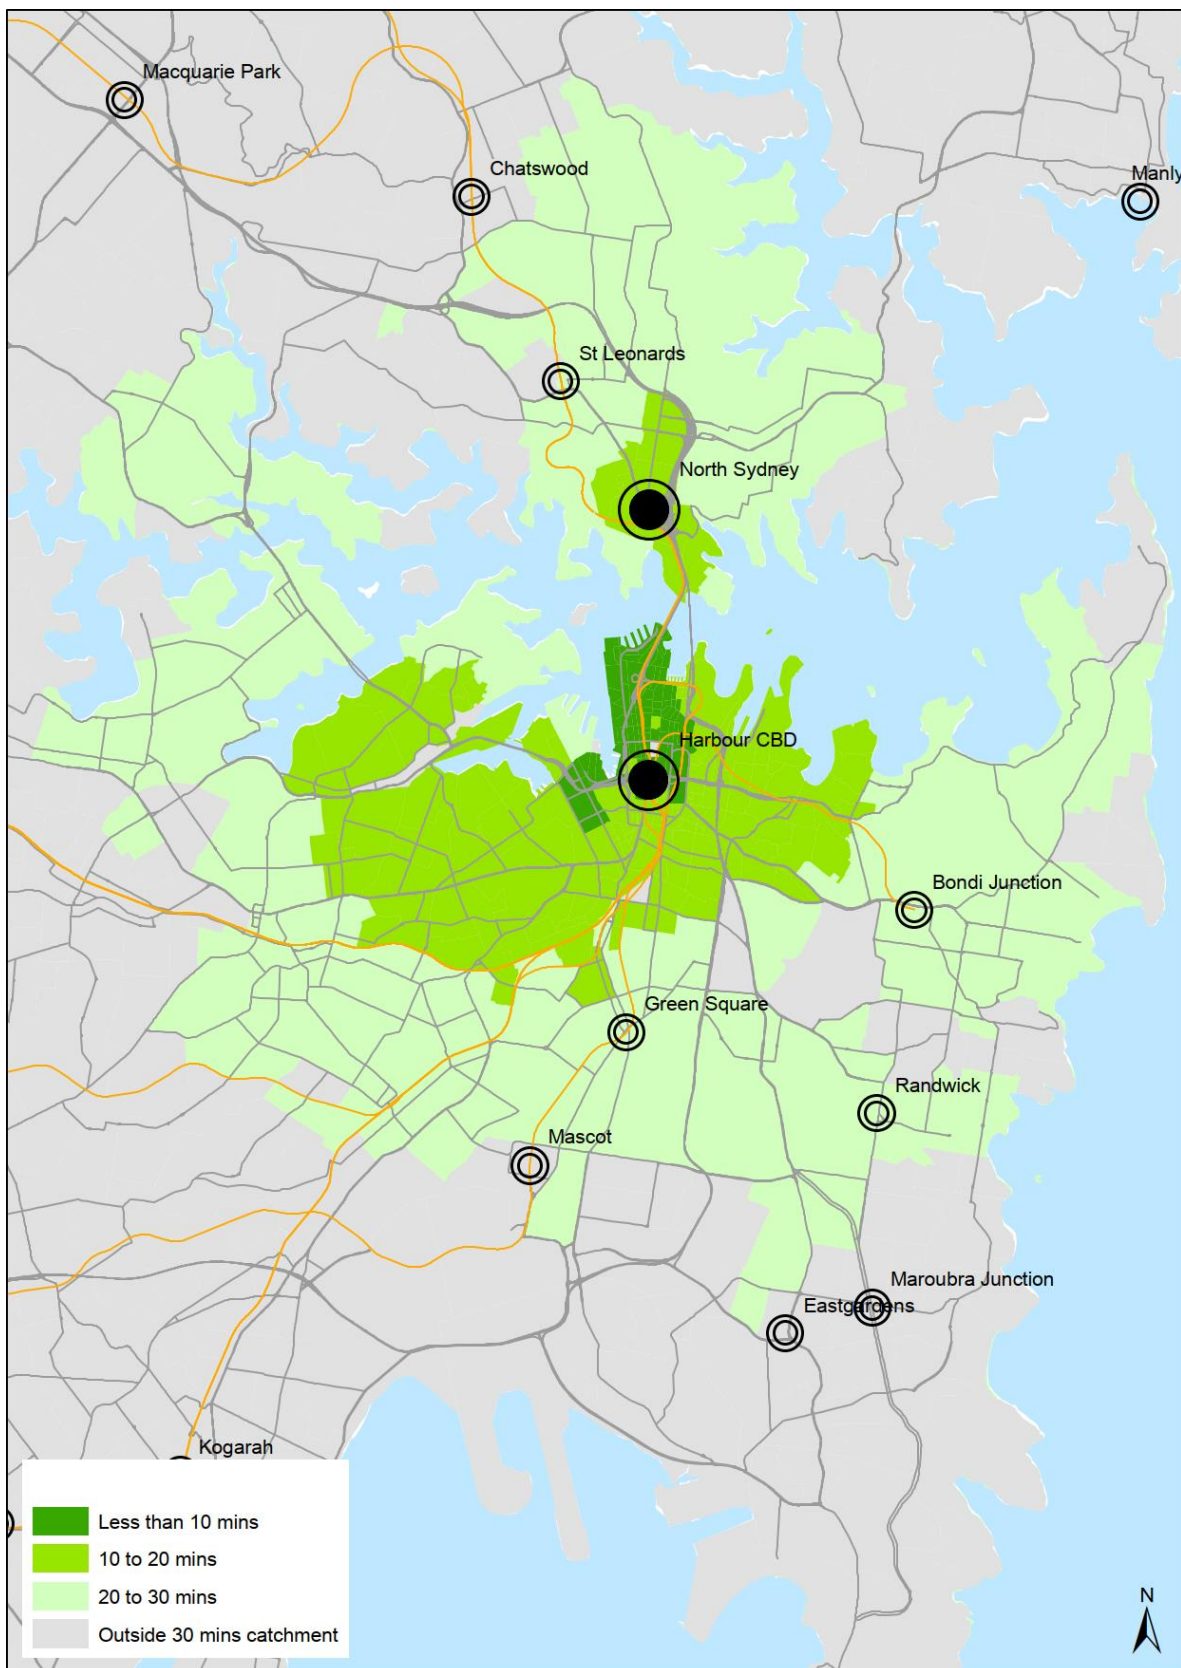 Macquarie Park
Chatswood
Manly
St Leonards
North Sydney
Harbour CBD
Bondi Junction
Green Square
Randwick
Mascot
Maroubra Junction
Eastgardens
Kogarah
Less than 10 mins
10 to 20 mins
20 to 30 mins
Outside 30 mins catchment
N